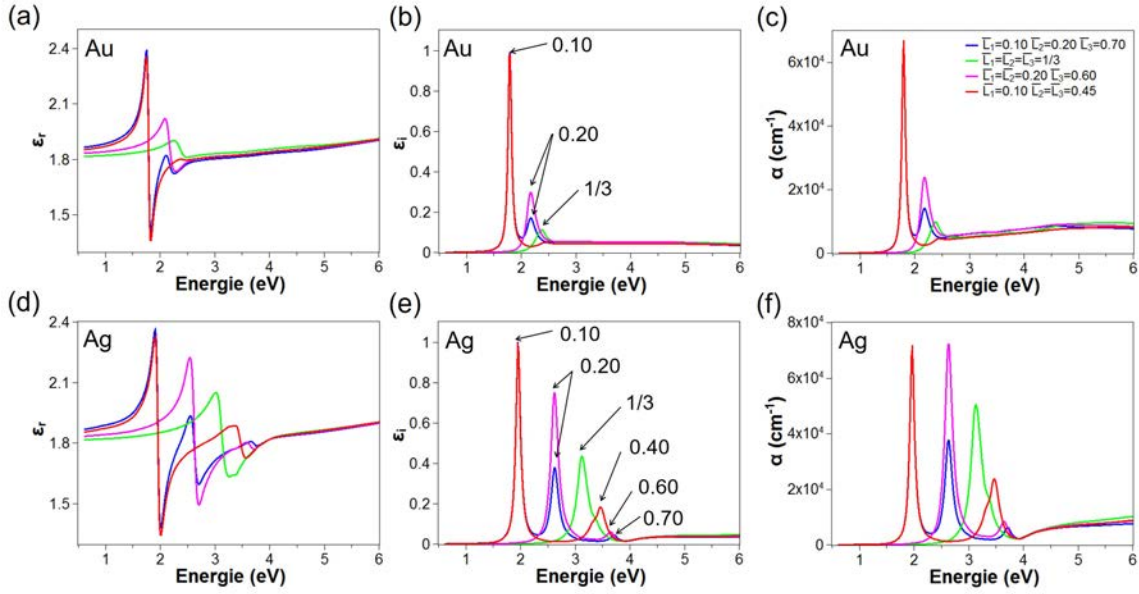 (a)
Au
2.4
2.1
1.8
1.5
εr
1 2 3 4 5 6
Energie (eV)
(b)
Au
1
0.8
0.6
0.4
0.2
0
εi
0.10
0.20
1/3
1 2 3 4 5 6
Energie (eV)
(c)
Au
6x10⁴
4x10⁴
2x10⁴
0
α (cm⁻¹)
L̅₁=0.10 L̅₂=0.20 L̅₃=0.70
L̅₁=L̅₂=L̅₃=1/3
L̅₁=L̅₂=0.20 L̅₃=0.60
L̅₁=0.10 L̅₂=L̅₃=0.45
1 2 3 4 5 6
Energie (eV)
(d)
Ag
2.4
2.1
1.8
1.5
εr
1 2 3 4 5 6
Energie (eV)
(e)
Ag
1
0.8
0.6
0.4
0.2
0
εi
0.10
0.20
1/3
0.40
0.60
0.70
1 2 3 4 5 6
Energie (eV)
(f)
Ag
8x10⁴
6x10⁴
4x10⁴
2x10⁴
0
α (cm⁻¹)
1 2 3 4 5 6
Energie (eV)